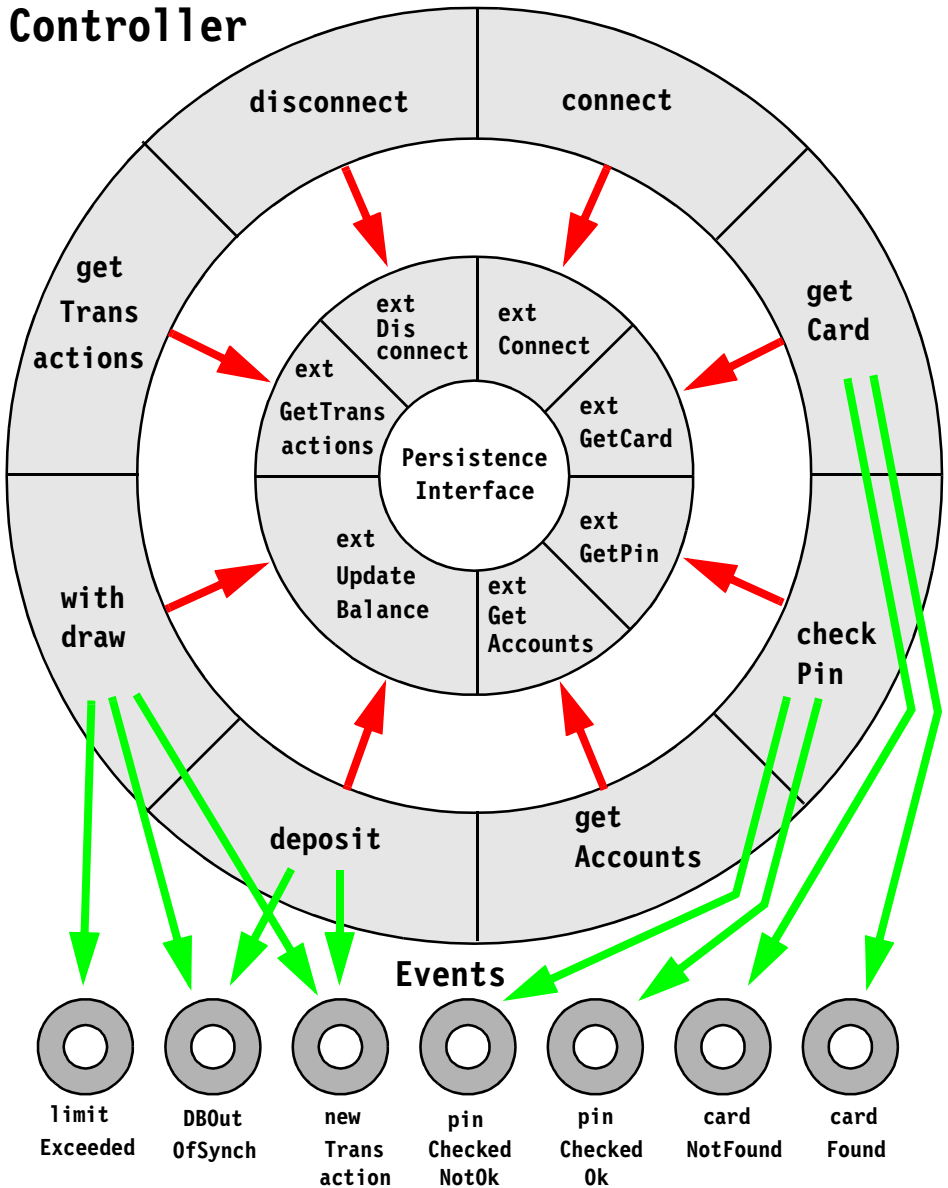 Controller
disconnect
connect
get
Trans
actions
get
Card
ext
Dis
connect
ext
Connect
ext
GetTrans
actions
ext
GetCard
Persistence
Interface
ext
Update
Balance
ext
GetPin
ext
Get
Accounts
with
draw
check
Pin
deposit
get
Accounts
Events
limit
Exceeded
DBOut
OfSynch
new
Trans
action
pin
Checked
NotOk
pin
Checked
Ok
card
NotFound
card
Found